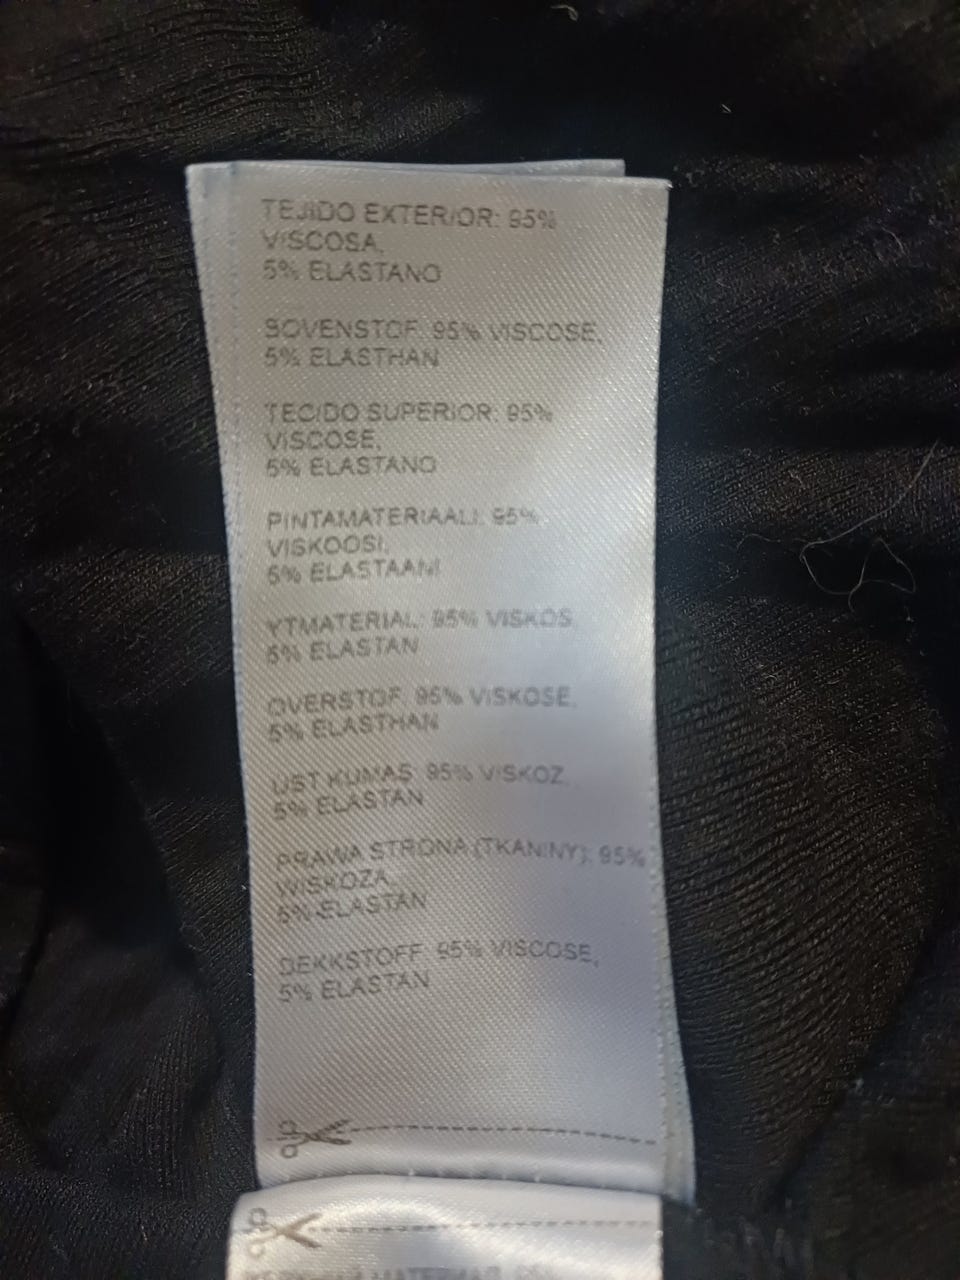 TEJIDO EXTERIOR: 95%
VISCOSA,
5% ELASTANO
BOVENSTOF: 95% VISCOSE,
5% ELASTHAN
TECIDO SUPERIOR: 95%
VISCOSE,
5% ELASTANO
PINTAMATERIAALI: 95%
VISKOOSI,
5% ELASTAANI
YTMATERIAL: 95% VISKOS,
5% ELASTAN
OVERSTOF: 95% VISKOSE,
5% ELASTHAN
UST KUMAS: 95% VISKOZ,
5% ELASTAN
PRAWA STRONA (TKANINY): 95%
WISKOZA,
5% ELASTAN
DEKKSTOFF: 95% VISCOSE,
5% ELASTAN